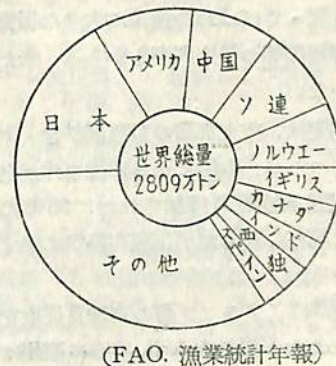 アメリカ
中国
ソ連
日本
ノルウエー
世界総量
2809万トン
イギリス
カナダ
インド
西独
スペイン
その他
(FAO. 漁業統計年報)